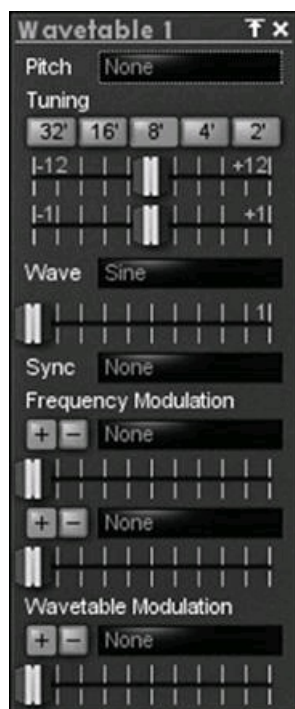 Wavetable 1
Pitch None
Tuning
32' 16' 8' 4' 2'
-12 +12
-1 +1
Wave Sine
1
Sync None
Frequency Modulation
+ - None
+ - None
Wavetable Modulation
+ - None